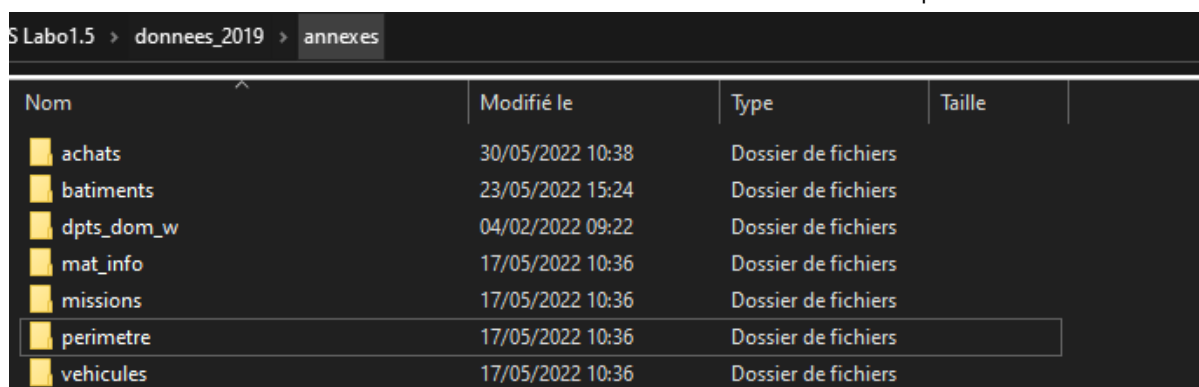 S Labo1.5 > donnees_2019 > annexes
Nom Modifié le Type Taille
achats 30/05/2022 10:38 Dossier de fichiers
batiments 23/05/2022 15:24 Dossier de fichiers
dpts_dom_w 04/02/2022 09:22 Dossier de fichiers
mat_info 17/05/2022 10:36 Dossier de fichiers
missions 17/05/2022 10:36 Dossier de fichiers
perimetre 17/05/2022 10:36 Dossier de fichiers
vehicules 17/05/2022 10:36 Dossier de fichiers